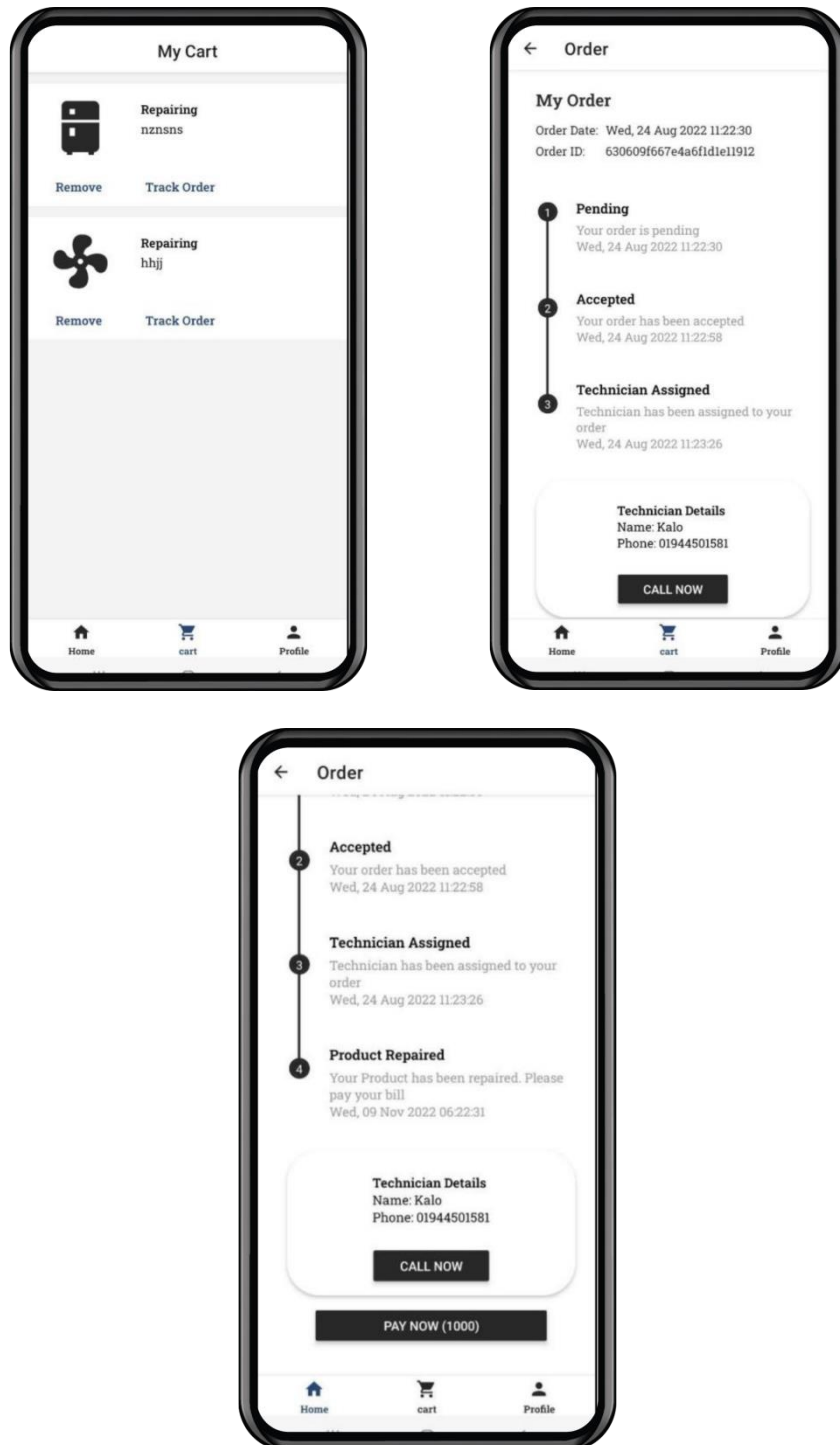 My Cart
Repairing
nznsns
Remove Track Order
Repairing
hhjj
Remove Track Order
Home cart Profile
Order
My Order
Order Date: Wed, 24 Aug 2022 11:22:30
Order ID: 630609f667e4a6f1d1e11912
1 Pending
Your order is pending
Wed, 24 Aug 2022 11:22:30
2 Accepted
Your order has been accepted
Wed, 24 Aug 2022 11:22:58
3 Technician Assigned
Technician has been assigned to your
order
Wed, 24 Aug 2022 11:23:26
Technician Details
Name: Kalo
Phone: 01944501581
CALL NOW
Home cart Profile
Order
2 Accepted
Your order has been accepted
Wed, 24 Aug 2022 11:22:58
3 Technician Assigned
Technician has been assigned to your
order
Wed, 24 Aug 2022 11:23:26
4 Product Repaired
Your Product has been repaired. Please
pay your bill
Wed, 09 Nov 2022 06:22:31
Technician Details
Name: Kalo
Phone: 01944501581
CALL NOW
PAY NOW (1000)
Home cart Profile